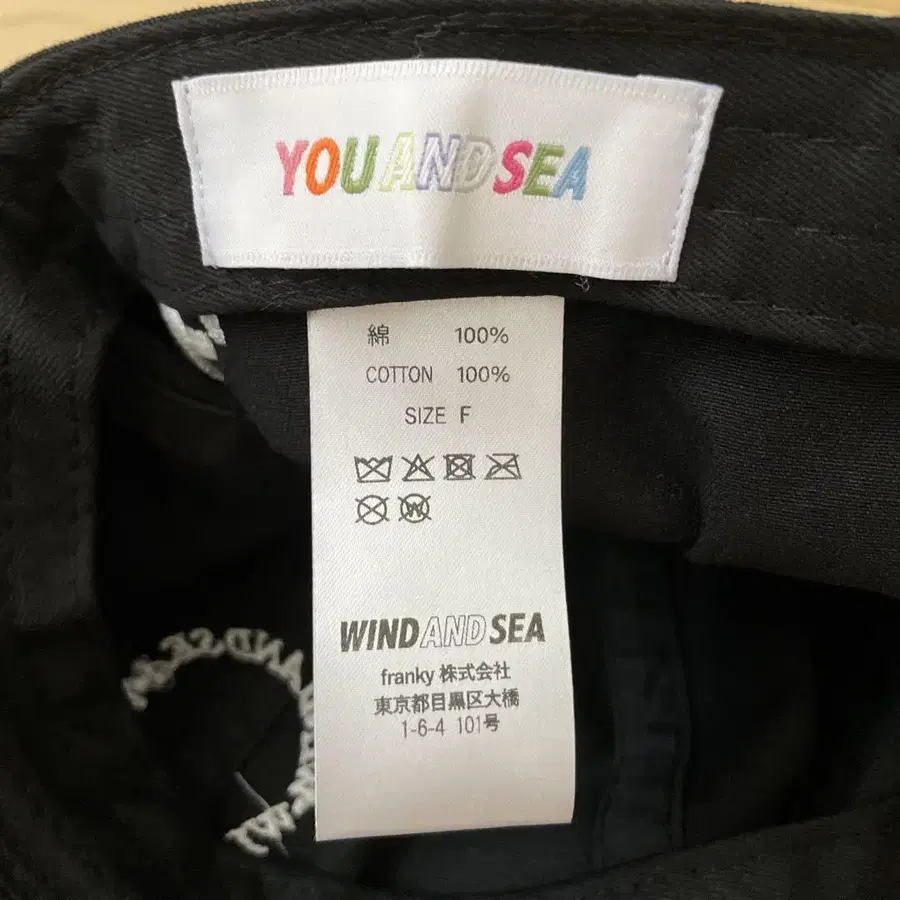 YOU AND SEA
綿 100%
COTTON 100%
SIZE F
WIND AND SEA
franky 株式会社
東京都目黒区大橋
1-6-4 101号